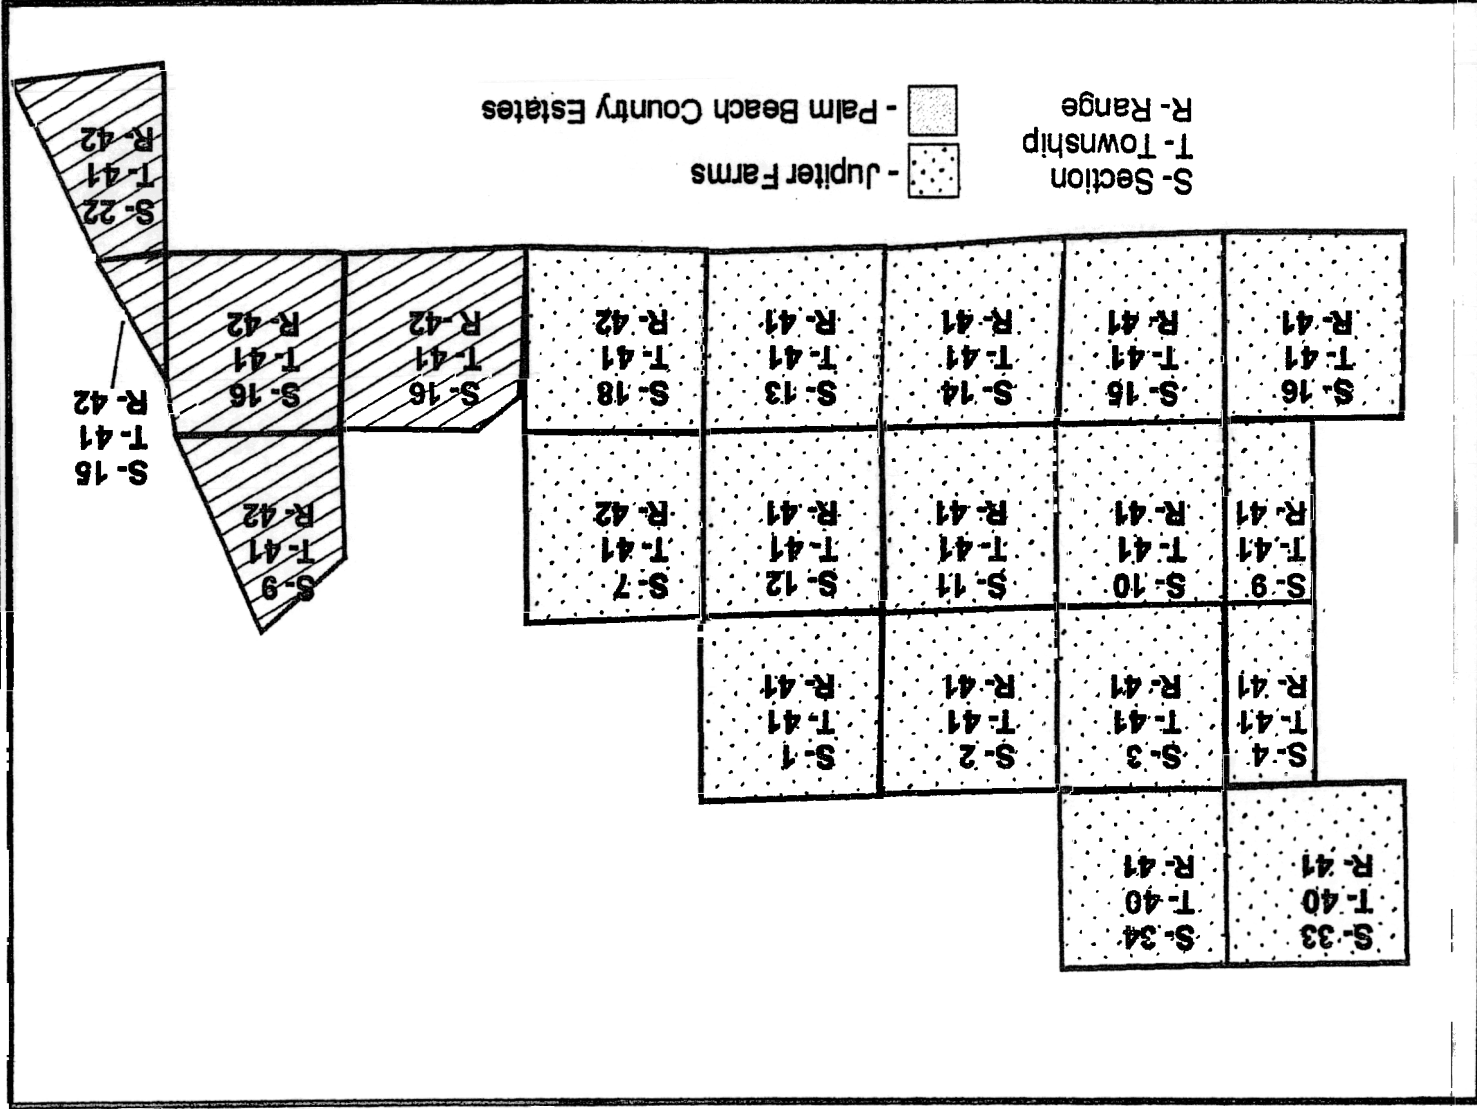 S- 33
T- 40
R- 41
S- 34
T- 40
R- 41
S- 4
T- 41
R- 41
S- 3
T- 41
R- 41
S- 2
T- 41
R- 41
S- 1
T- 41
R- 41
S- 9
T- 41
R- 41
S- 10
T- 41
R- 41
S- 11
T- 41
R- 41
S- 12
T- 41
R- 41
S- 7
T- 41
R- 42
S- 9
T- 41
R- 42
S- 16
T- 41
R- 41
S- 15
T- 41
R- 41
S- 14
T- 41
R- 41
S- 13
T- 41
R- 41
S- 18
T- 41
R- 42
S- 16
T- 41
R- 42
S- 16
T- 41
R- 42
S- 15
T- 41
R- 42
S- 22
T- 41
R- 42
S- Section
T- Township
R- Range
- Jupiter Farms
- Palm Beach Country Estates